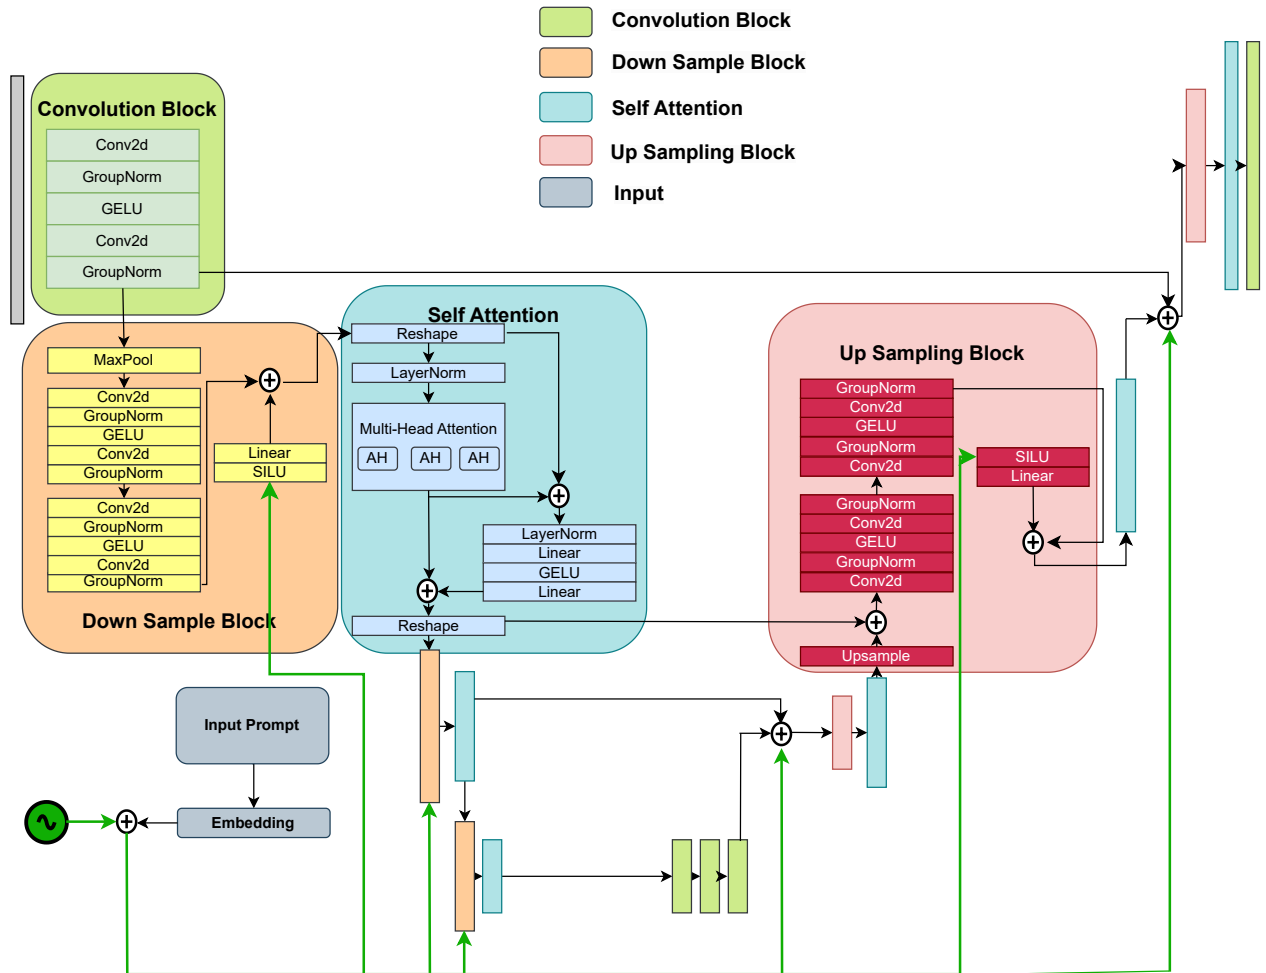 Convolution Block
Down Sample Block
Self Attention
Up Sampling Block
Input
Convolution Block
Conv2d
GroupNorm
GELU
Conv2d
GroupNorm
MaxPool
Conv2d
GroupNorm
GELU
Conv2d
GroupNorm
Conv2d
GroupNorm
GELU
Conv2d
GroupNorm
Linear
SILU
Down Sample Block
Self Attention
Reshape
LayerNorm
Multi-Head Attention
AH AH AH
LayerNorm
Linear
GELU
Linear
Reshape
Up Sampling Block
GroupNorm
Conv2d
GELU
GroupNorm
Conv2d
GroupNorm
Conv2d
GELU
GroupNorm
Conv2d
Upsample
SILU
Linear
Input Prompt
Embedding